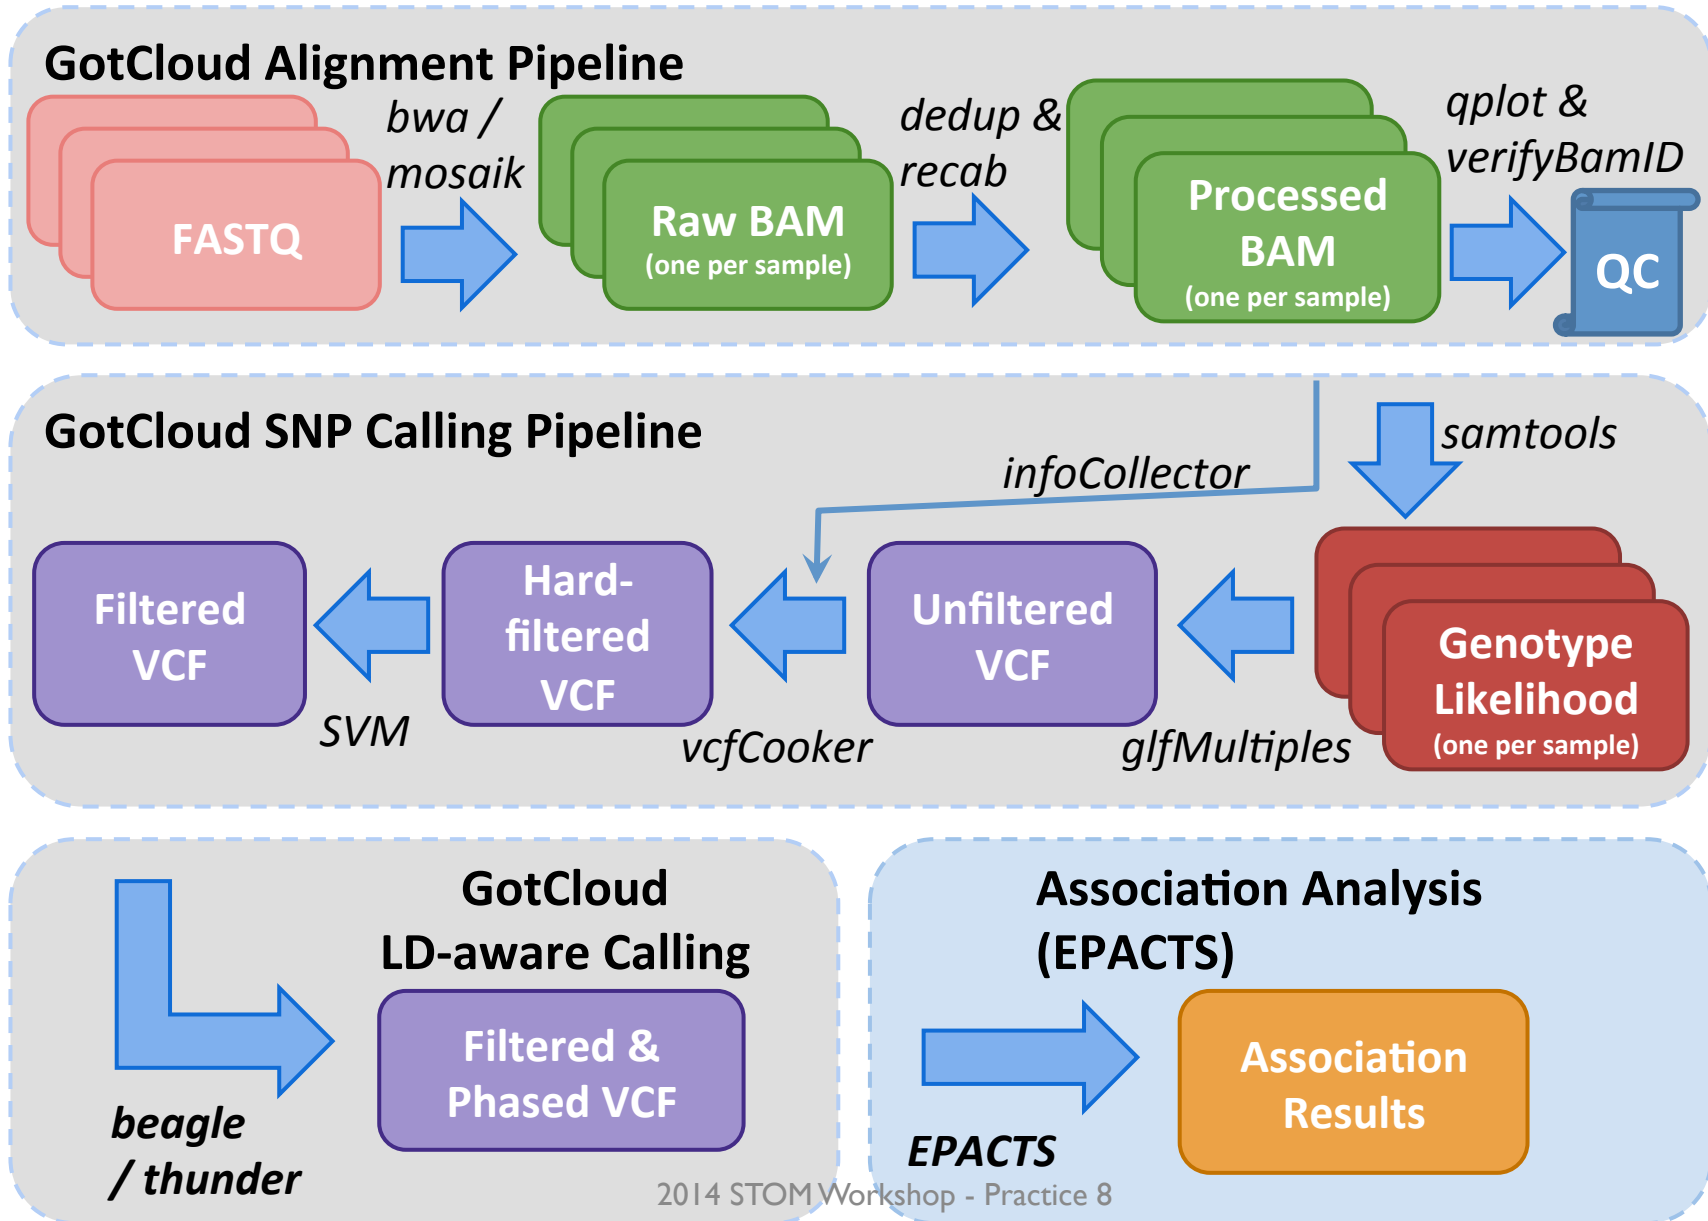 GotCloud Alignment Pipeline
FASTQ
bwa /
mosaik
Raw BAM
(one per sample)
dedup &
recab
Processed
BAM
(one per sample)
qplot &
verifyBamID
QC
GotCloud SNP Calling Pipeline
samtools
infoCollector
Filtered
VCF
SVM
Hard-
filtered
VCF
vcfCooker
Unfiltered
VCF
glfMultiples
Genotype
Likelihood
(one per sample)
GotCloud
LD-aware Calling
Filtered &
Phased VCF
beagle
/ thunder
Association Analysis
(EPACTS)
Association
Results
EPACTS
2014 STOM Workshop - Practice 8